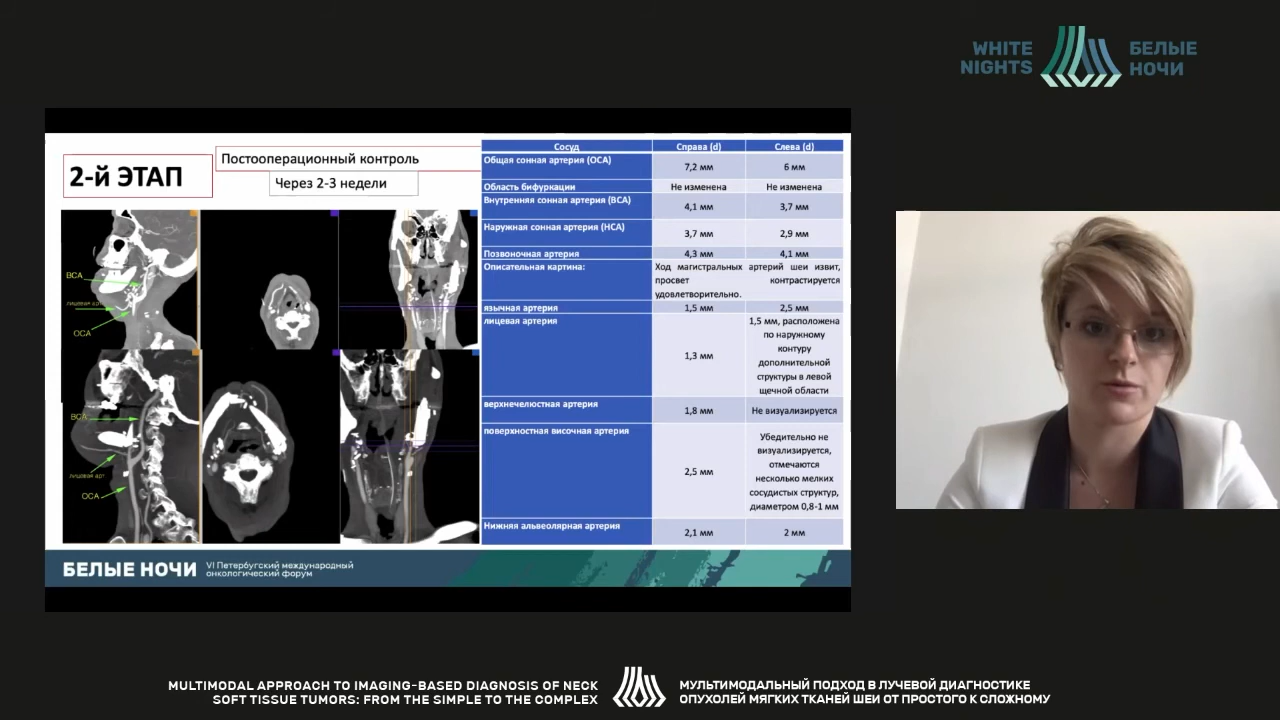 WHITE
NIGHTS
БЕЛЫЕ
НОЧИ
2-й ЭТАП
Постооперационный контроль
Через 2-3 недели
ВСА
ОСА
ВСА
ОСА
Сосуд Справа (d) Слева (d)
Общая сонная артерия (ОСА) 7,2 мм 6 мм
Область бифуркации Не изменена Не изменена
Внутренняя сонная артерия (ВСА) 4,1 мм 3,7 мм
Наружная сонная артерия (НСА) 3,7 мм 2,9 мм
Позвоночная артерия 4,3 мм 4,1 мм
Описательная картина: Ход магистральных артерий шеи извит,
просвет контрастируется
удовлетворительно.
язычная артерия 1,5 мм 2,5 мм
лицевая артерия 1,3 мм 1,5 мм, расположена
по наружному
контуру
дополнительной
структуры в левой
щечной области
верхнечелюстная артерия 1,8 мм Не визуализируется
поверхностная височная артерия 2,5 мм Убедительно не
визуализируется,
отмечаются
несколько мелких
сосудистых структур,
диаметром 0,8-1 мм
Нижняя альвеолярная артерия 2,1 мм 2 мм
БЕЛЫЕ НОЧИ
VI Петербургский международный
онкологический форум
MULTIMODAL APPROACH TO IMAGING-BASED DIAGNOSIS OF NECK
SOFT TISSUE TUMORS: FROM THE SIMPLE TO THE COMPLEX
МУЛЬТИМОДАЛЬНЫЙ ПОДХОД В ЛУЧЕВОЙ ДИАГНОСТИКЕ
ОПУХОЛЕЙ МЯГКИХ ТКАНЕЙ ШЕИ ОТ ПРОСТОГО К СЛОЖНОМУ